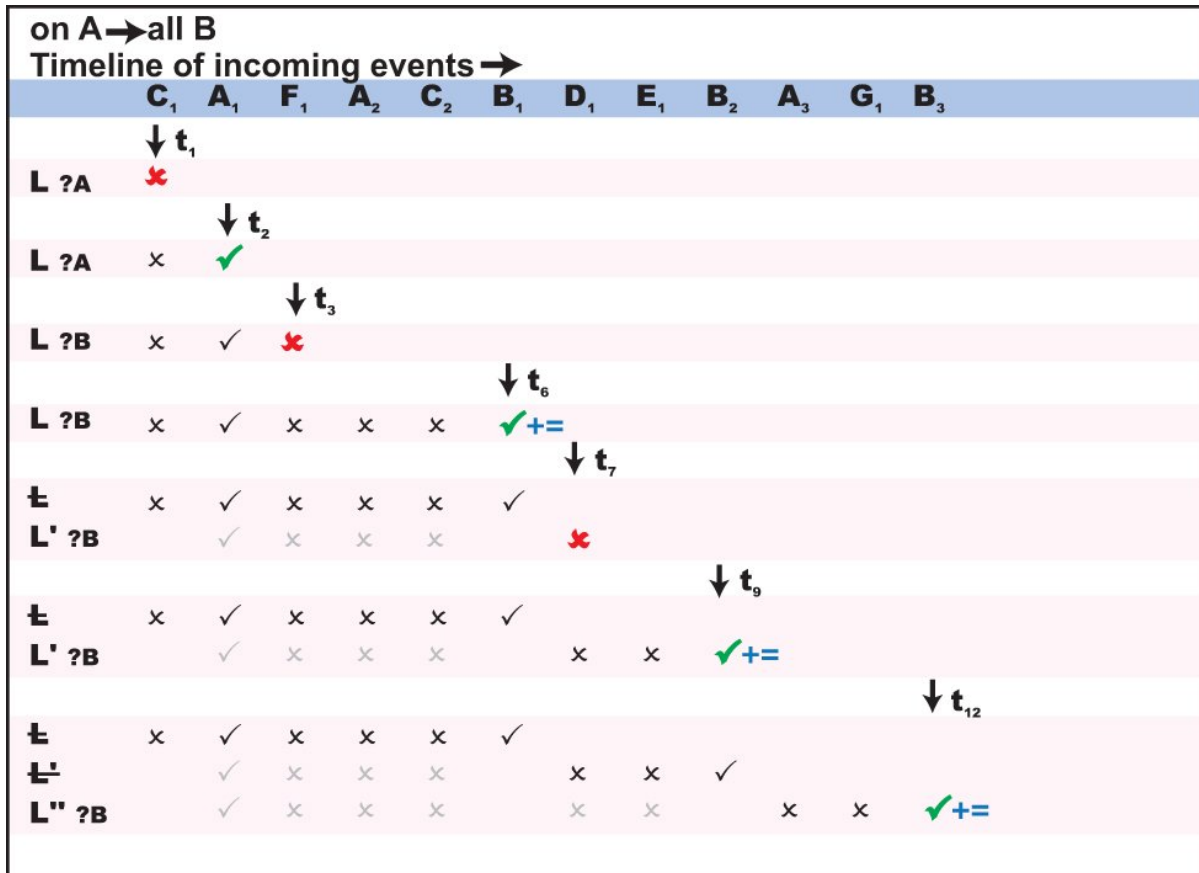 on A→all B
Timeline of incoming events→
C₁ A₁ F₁ A₂ C₂ B₁ D₁ E₁ B₂ A₃ G₁ B₃
t₁
L ?A
t₂
L ?A
t₃
L ?B
t₆
L ?B +=
t₇
L
L' ?B
t₉
L
L' ?B +=
t₁₂
L
L'
L" ?B +=